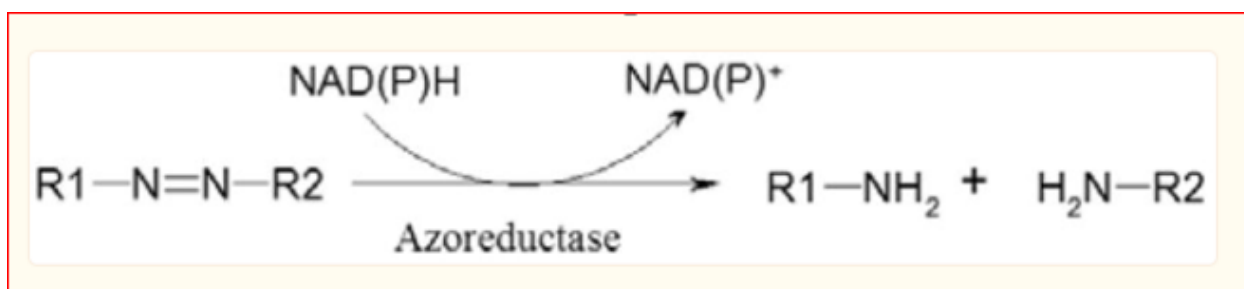 NAD(P)H NAD(P)⁺
R1—N=N—R2 R1—NH₂ + H₂N—R2
Azoreductase